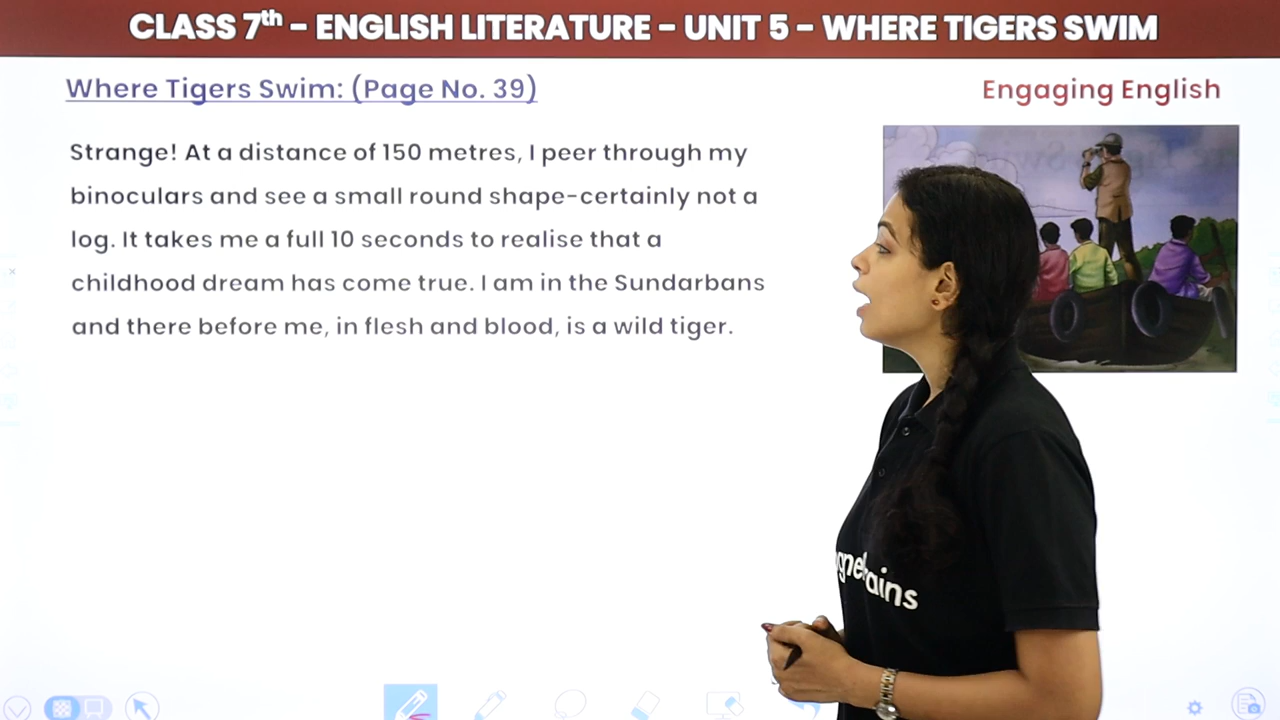 CLASS 7th - ENGLISH LITERATURE - UNIT 5 - WHERE TIGERS SWIM
Where Tigers Swim: (Page No. 39)
Engaging English
Strange! At a distance of 150 metres, I peer through my
binoculars and see a small round shape-certainly not a
log. It takes me a full 10 seconds to realise that a
childhood dream has come true. I am in the Sundarbans
and there before me, in flesh and blood, is a wild tiger.